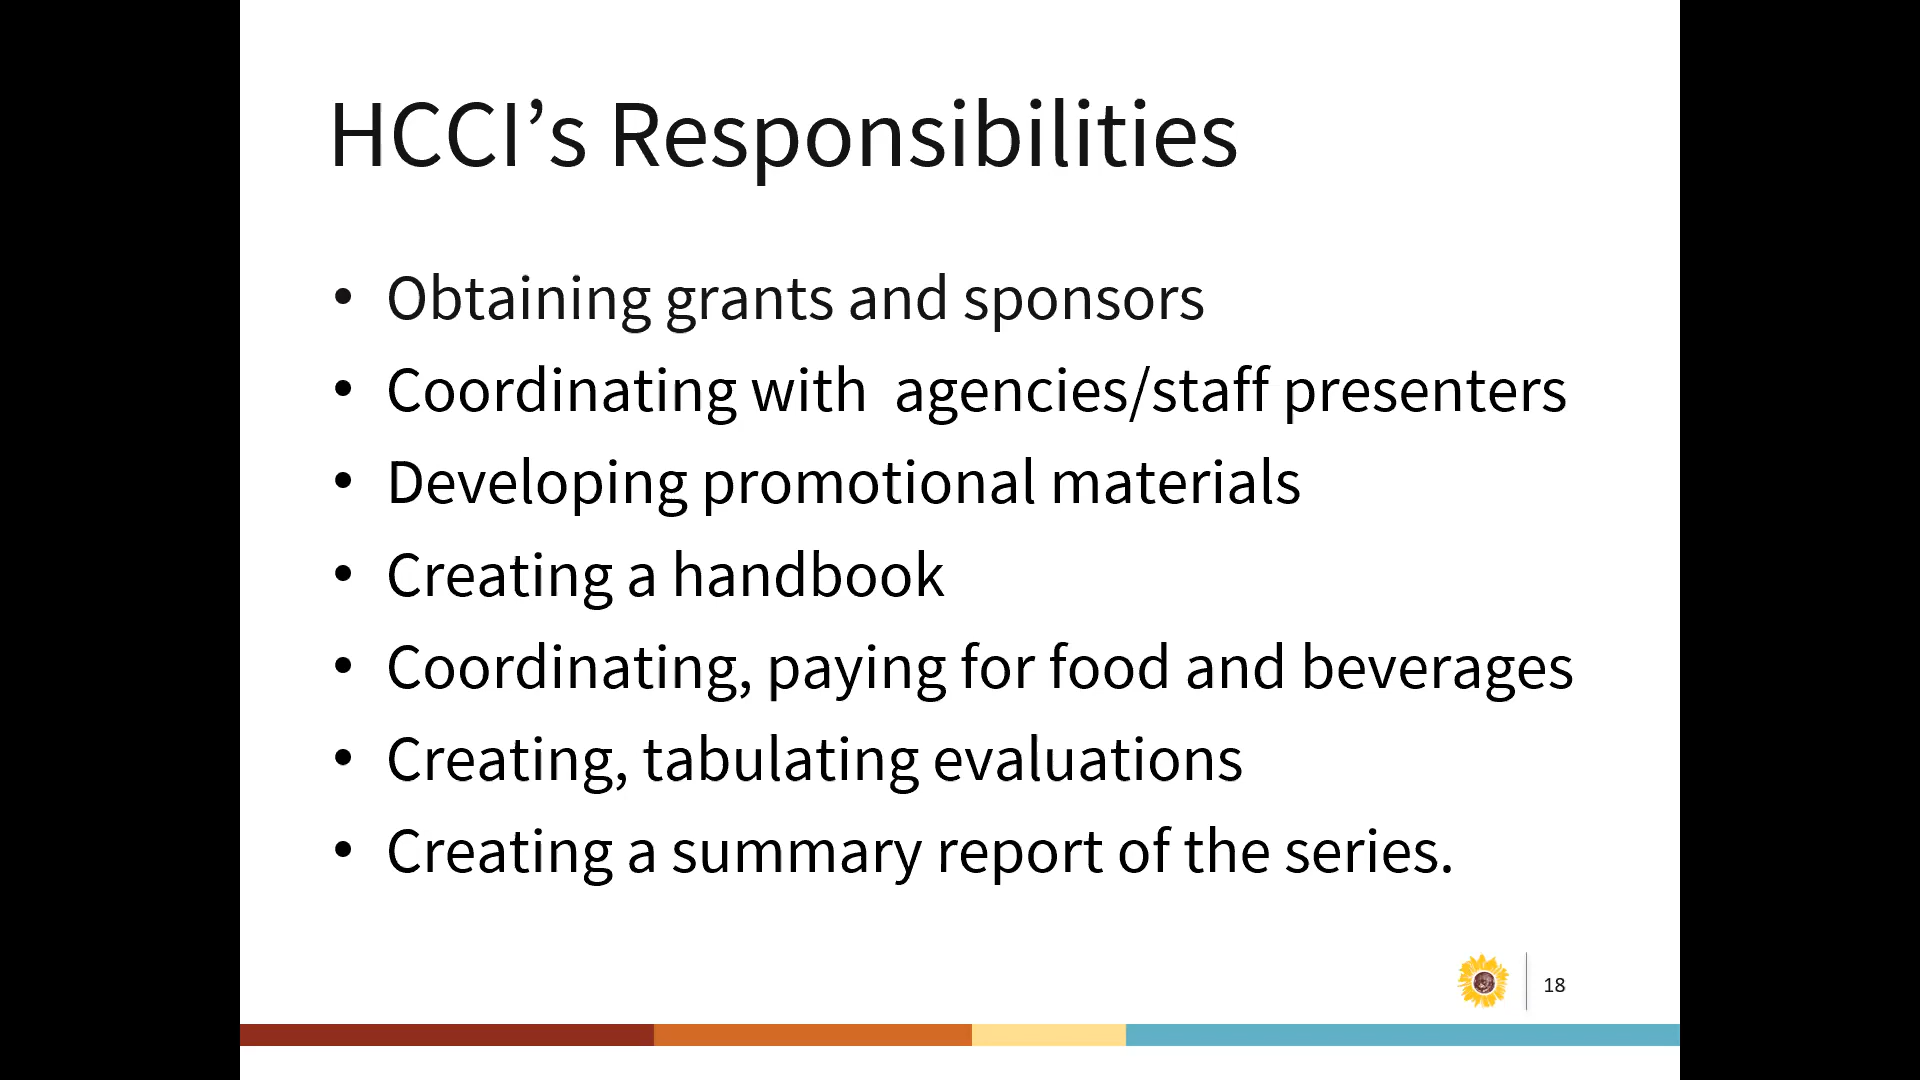 HCCI’s Responsibilities
• Obtaining grants and sponsors
• Coordinating with  agencies/staff presenters
• Developing promotional materials
• Creating a handbook
• Coordinating, paying for food and beverages
• Creating, tabulating evaluations
• Creating a summary report of the series.
18